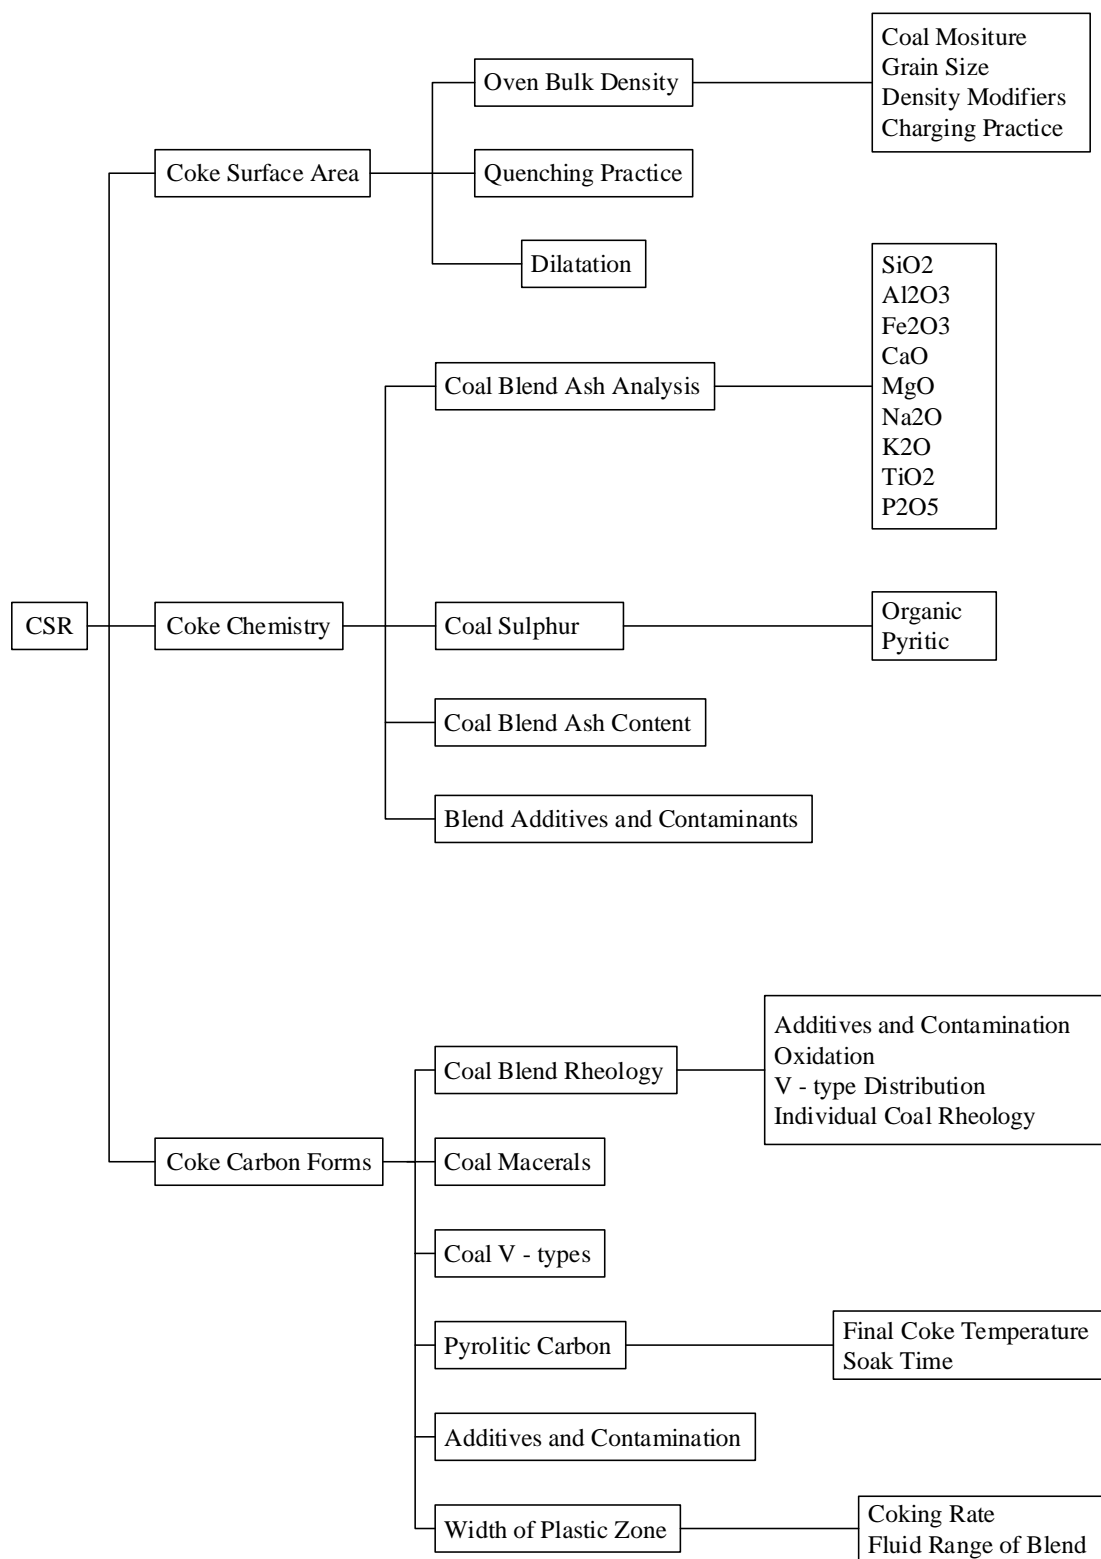 Coal Mositure
Grain Size
Density Modifiers
Charging Practice
Oven Bulk Density
Coke Surface Area
Quenching Practice
Dilatation
SiO2
Al2O3
Fe2O3
CaO
MgO
Na2O
K2O
TiO2
P2O5
Coal Blend Ash Analysis
CSR
Coke Chemistry
Coal Sulphur
Organic
Pyritic
Coal Blend Ash Content
Blend Additives and Contaminants
Additives and Contamination
Oxidation
V - type Distribution
Individual Coal Rheology
Coal Blend Rheology
Coke Carbon Forms
Coal Macerals
Coal V - types
Pyrolitic Carbon
Final Coke Temperature
Soak Time
Additives and Contamination
Width of Plastic Zone
Coking Rate
Fluid Range of Blend